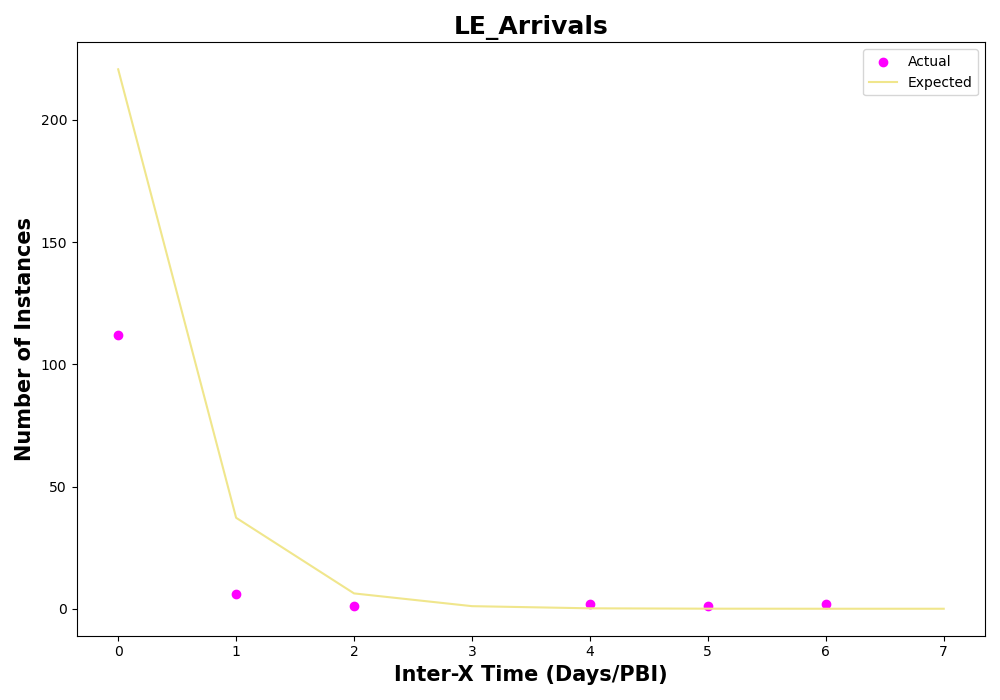 LE_Arrivals
Actual
Expected
Number of Instances
200
150
100
50
0
0 1 2 3 4 5 6 7
Inter-X Time (Days/PBI)